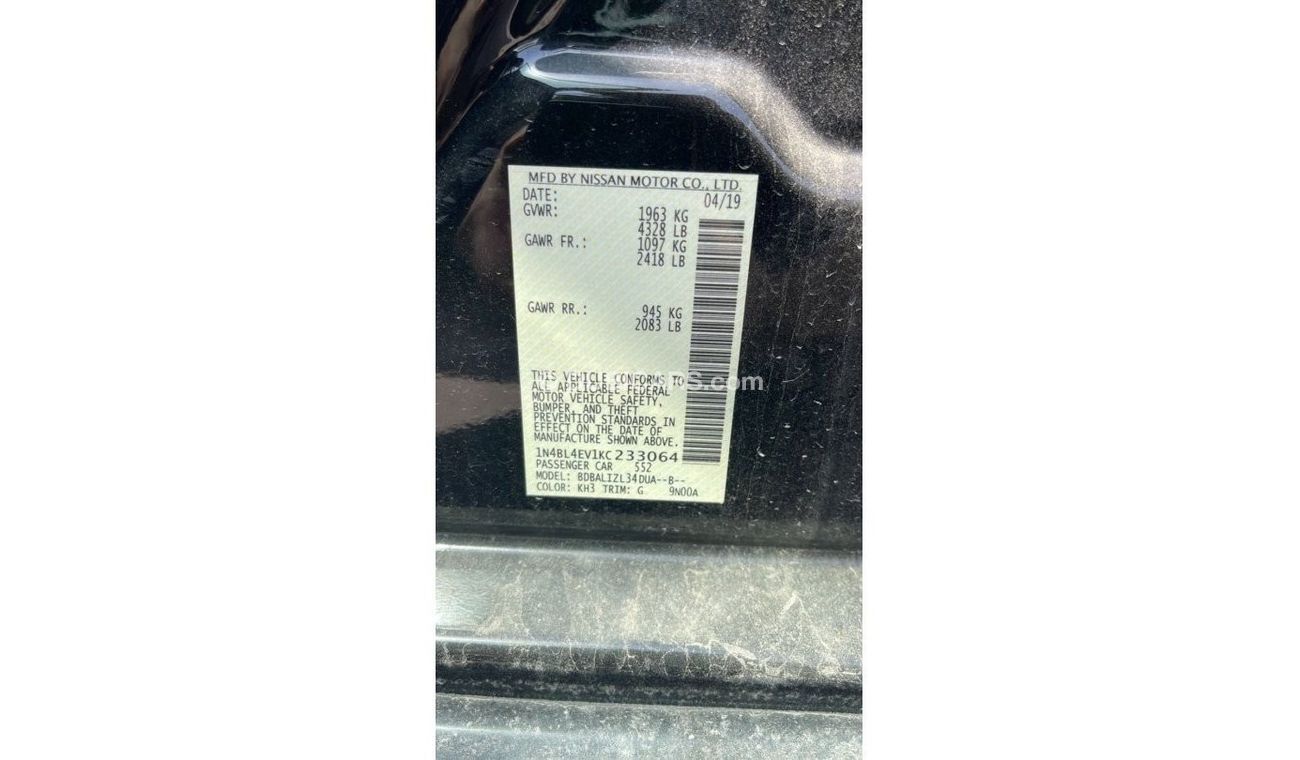 MFD BY NISSAN MOTOR CO., LTD.
DATE: 04/19
GVWR: 1963 KG
4328 LB
GAWR FR.: 1097 KG
2418 LB
GAWR RR.: 945 KG
2083 LB
THIS VEHICLE CONFORMS TO
ALL APPLICABLE FEDERAL
MOTOR VEHICLE SAFETY,
BUMPER, AND THEFT
PREVENTION STANDARDS IN
EFFECT ON THE DATE OF
MANUFACTURE SHOWN ABOVE.
1N4BL4EV1KC233064
PASSENGER CAR 552
MODEL: BDBALIZL34DUA--B--
COLOR: KH3 TRIM: G 9N00A